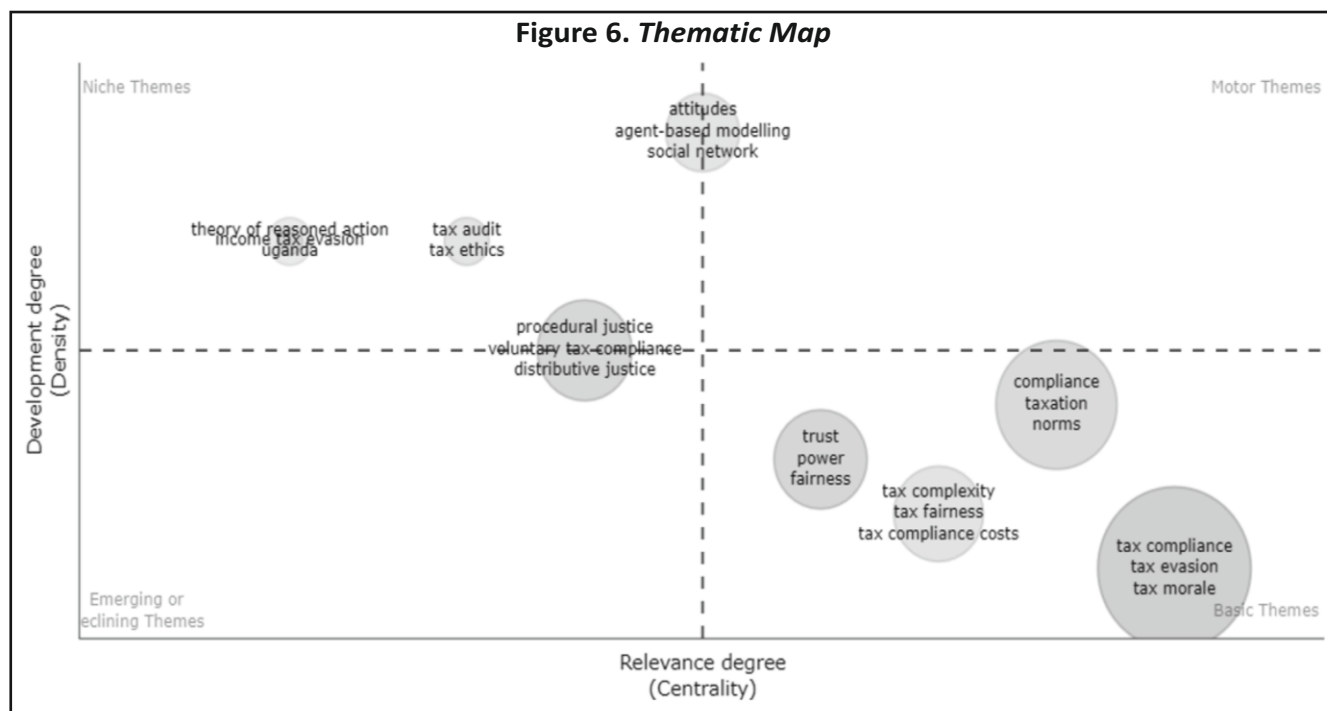 Figure 6. Thematic Map
Niche Themes
Motor Themes
attitudes
agent-based modelling
social network
theory of reasoned action
income tax evasion
uganda
tax audit
tax ethics
procedural justice
voluntary tax compliance
distributive justice
compliance
taxation
norms
trust
power
fairness
tax complexity
tax fairness
tax compliance costs
tax compliance
tax evasion
tax morale
Emerging or
eclining Themes
Basic Themes
Development degree
(Density)
Relevance degree
(Centrality)